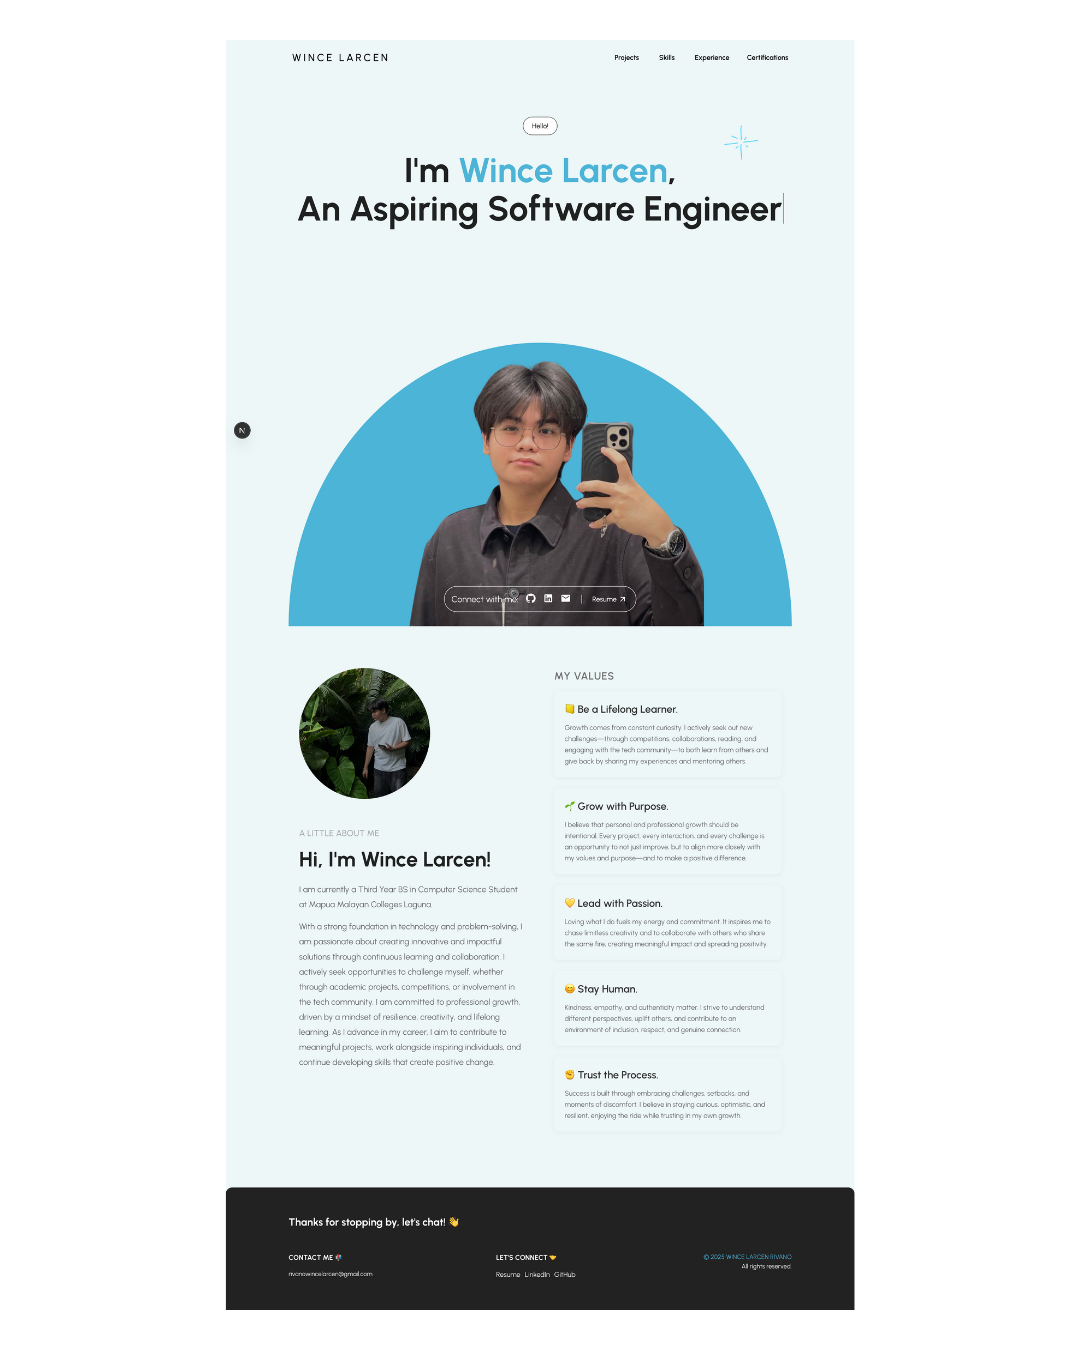 WINCE LARCEN
Projects Skills Experience Certifications
Hello!
I'm Wince Larcen,
An Aspiring Software Engineer
N
Connect with me: Resume
A LITTLE ABOUT ME
Hi, I'm Wince Larcen!
I am currently a Third Year BS in Computer Science Student
at Mapua Malayan Colleges Laguna.
With a strong foundation in technology and problem-solving, I
am passionate about creating innovative and impactful
solutions through continuous learning and collaboration. I
actively seek opportunities to challenge myself, whether
through academic projects, competitions, or involvement in
the tech community. I am committed to professional growth,
driven by a mindset of resilience, creativity, and lifelong
learning. As I advance in my career, I aim to contribute to
meaningful projects, work alongside inspiring individuals, and
continue developing skills that create positive change.
MY VALUES
📒 Be a Lifelong Learner.
Growth comes from constant curiosity. I actively seek out new
challenges—through competitions, collaborations, reading, and
engaging with the tech community—to both learn from others and
give back by sharing my experiences and mentoring others.
🌱 Grow with Purpose.
I believe that personal and professional growth should be
intentional. Every project, every interaction, and every challenge is
an opportunity to not just improve, but to align more closely with
my values and purpose—and to make a positive difference.
💛 Lead with Passion.
Loving what I do fuels my energy and commitment. It inspires me to
chase limitless creativity and to collaborate with others who share
the same fire, creating meaningful impact and spreading positivity.
😊 Stay Human.
Kindness, empathy, and authenticity matter. I strive to understand
different perspectives, uplift others, and contribute to an
environment of inclusion, respect, and genuine connection.
✊ Trust the Process.
Success is built through embracing challenges, setbacks, and
moments of discomfort. I believe in staying curious, optimistic, and
resilient, enjoying the ride while trusting in my own growth.
Thanks for stopping by, let's chat! 👋
CONTACT ME
rivanowincelarcen@gmail.com
LET'S CONNECT 🤝
Resume LinkedIn GitHub
© 2025 WINCE LARCEN RIVANO
All rights reserved.